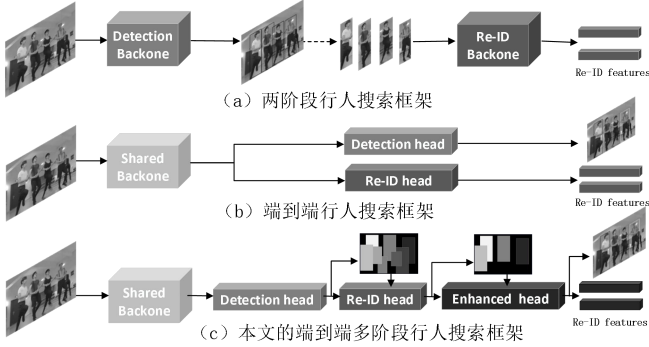 Detection
Backone
Re-ID
Backone
Re-ID features
(a) 两阶段行人搜索框架
Shared
Backone
Detection head
Re-ID head
Re-ID features
(b) 端到端行人搜索框架
Shared
Backone
Detection head
Re-ID head
Enhanced head
Re-ID features
(c) 本文的端到端多阶段行人搜索框架